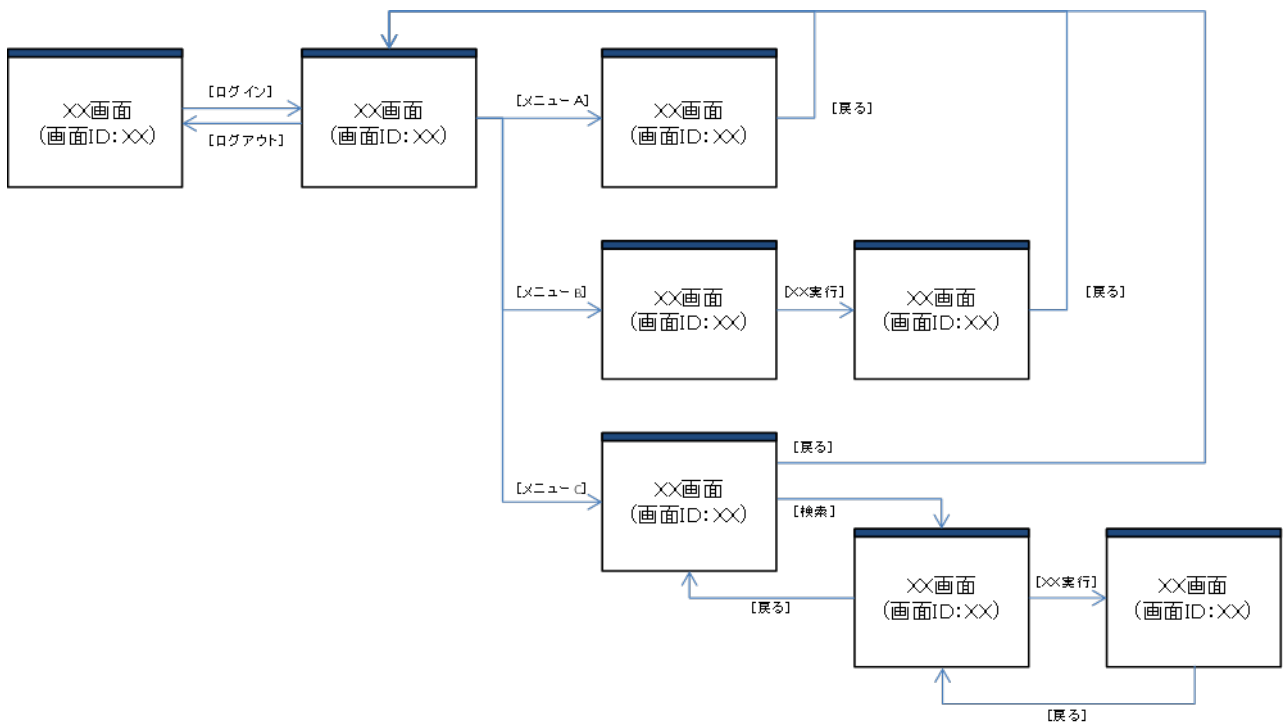 XX画面
(画面ID:XX)
[ログイン]
[ログアウト]
XX画面
(画面ID:XX)
[メニューA]
XX画面
(画面ID:XX)
[戻る]
[メニューB]
XX画面
(画面ID:XX)
[XX実行]
XX画面
(画面ID:XX)
[戻る]
[メニューC]
XX画面
(画面ID:XX)
[戻る]
[検索]
[戻る]
XX画面
(画面ID:XX)
[XX実行]
XX画面
(画面ID:XX)
[戻る]